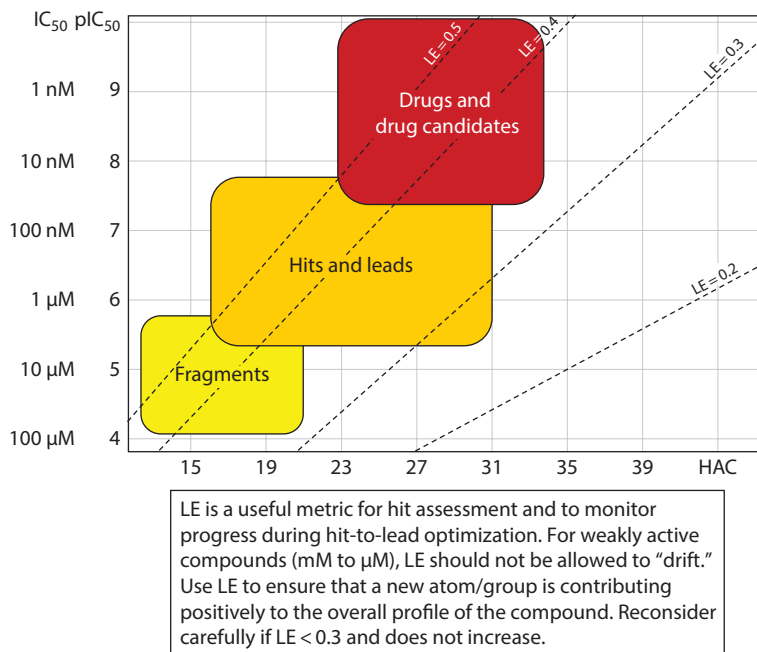 IC50 pIC50
LE = 0.5
LE = 0.4
LE = 0.3
1 nM 9
Drugs and
drug candidates
10 nM 8
100 nM 7
Hits and leads
LE = 0.2
1 µM 6
10 µM 5
Fragments
100 µM 4
15 19 23 27 31 35 39 HAC
LE is a useful metric for hit assessment and to monitor
progress during hit-to-lead optimization. For weakly active
compounds (mM to µM), LE should not be allowed to “drift.”
Use LE to ensure that a new atom/group is contributing
positively to the overall profile of the compound. Reconsider
carefully if LE < 0.3 and does not increase.